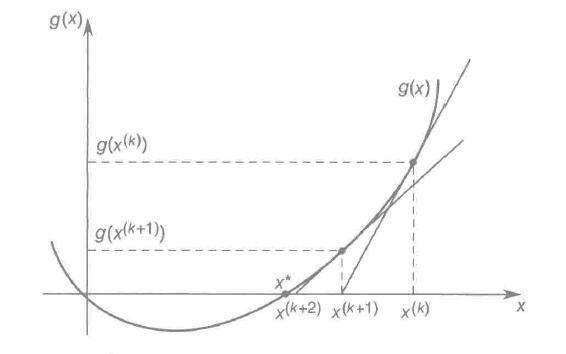 g(x)
g(x)
g(x^(k))
g(x^(k+1))
x*
x^(k+2) x^(k+1) x^(k) x